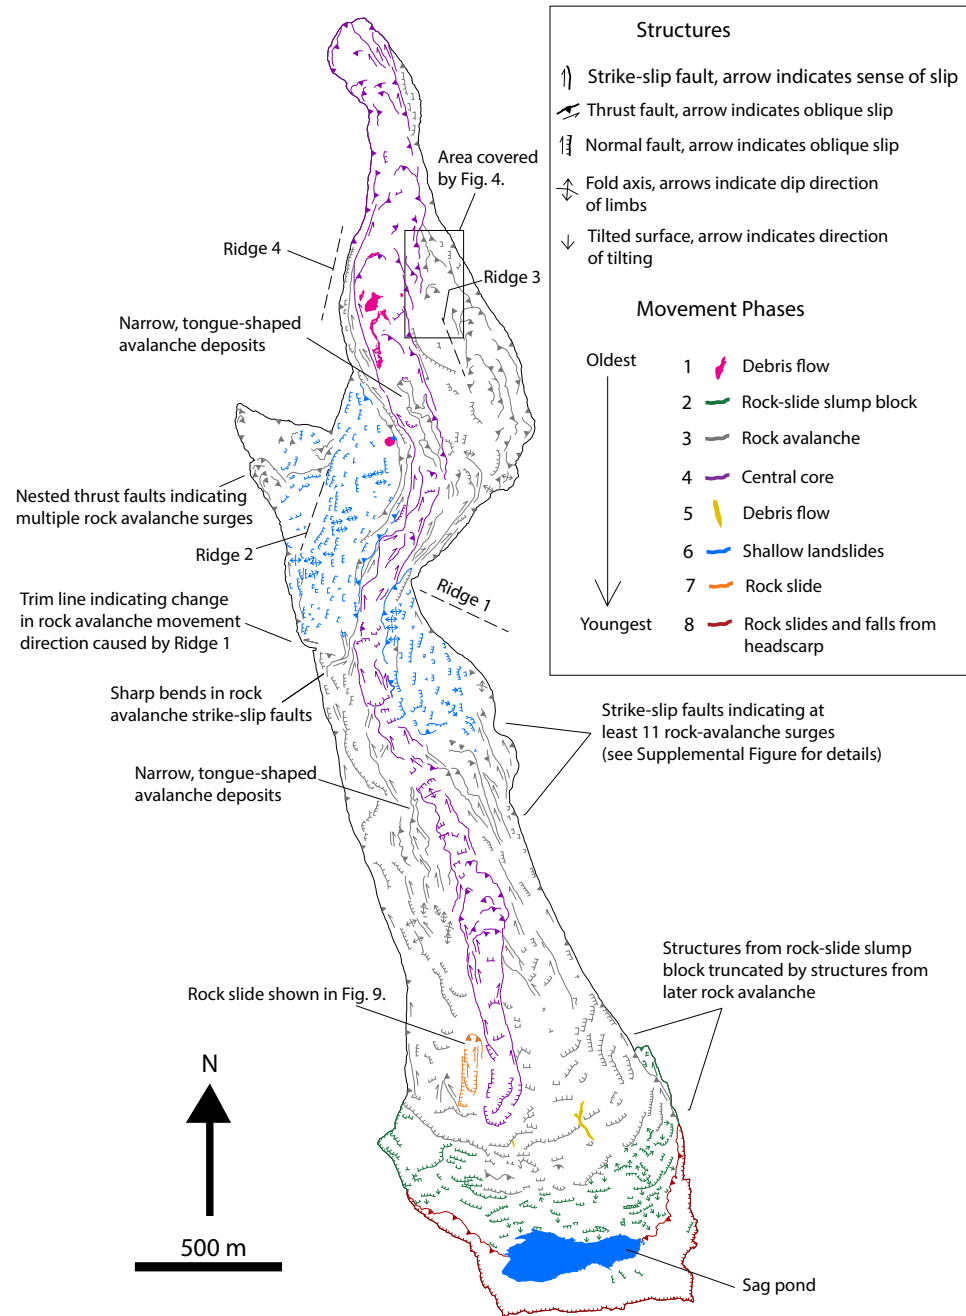 Structures
Strike-slip fault, arrow indicates sense of slip
Thrust fault, arrow indicates oblique slip
Normal fault, arrow indicates oblique slip
Fold axis, arrows indicate dip direction
of limbs
Tilted surface, arrow indicates direction
of tilting
Movement Phases
Oldest
Youngest
1 Debris flow
2 Rock-slide slump block
3 Rock avalanche
4 Central core
5 Debris flow
6 Shallow landslides
7 Rock slide
8 Rock slides and falls from
headscarp
Area covered
by Fig. 4.
Ridge 4
Ridge 3
Narrow, tongue-shaped
avalanche deposits
Nested thrust faults indicating
multiple rock avalanche surges
Ridge 2
Ridge 1
Trim line indicating change
in rock avalanche movement
direction caused by Ridge 1
Sharp bends in rock
avalanche strike-slip faults
Strike-slip faults indicating at
least 11 rock-avalanche surges
(see Supplemental Figure for details)
Narrow, tongue-shaped
avalanche deposits
Structures from rock-slide slump
block truncated by structures from
later rock avalanche
Rock slide shown in Fig. 9.
N
500 m
Sag pond